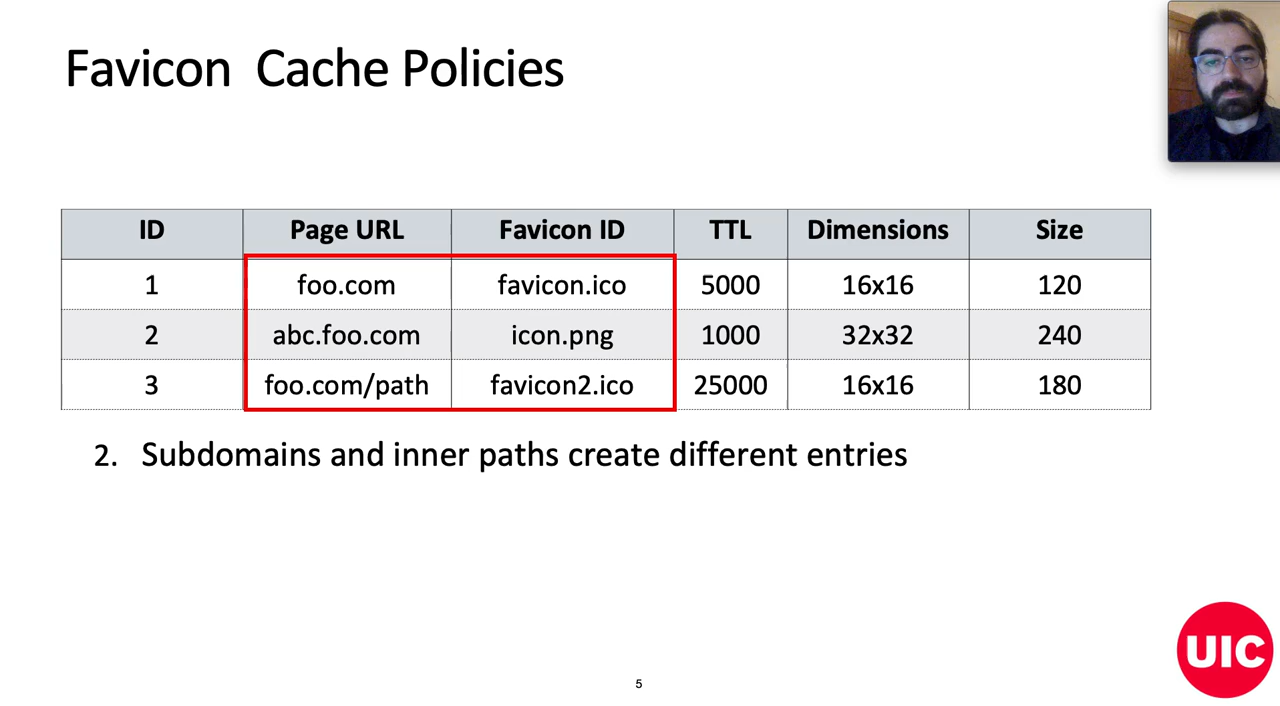 Favicon Cache Policies
ID Page URL Favicon ID TTL Dimensions Size
1 foo.com favicon.ico 5000 16x16 120
2 abc.foo.com icon.png 1000 32x32 240
3 foo.com/path favicon2.ico 25000 16x16 180
2. Subdomains and inner paths create different entries
UIC
5